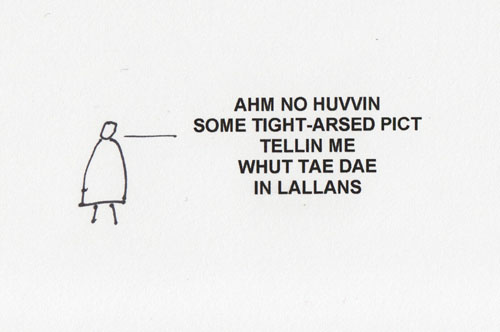 AHM NO HUVVIN
SOME TIGHT-ARSED PICT
TELLIN ME
WHUT TAE DAE
IN LALLANS